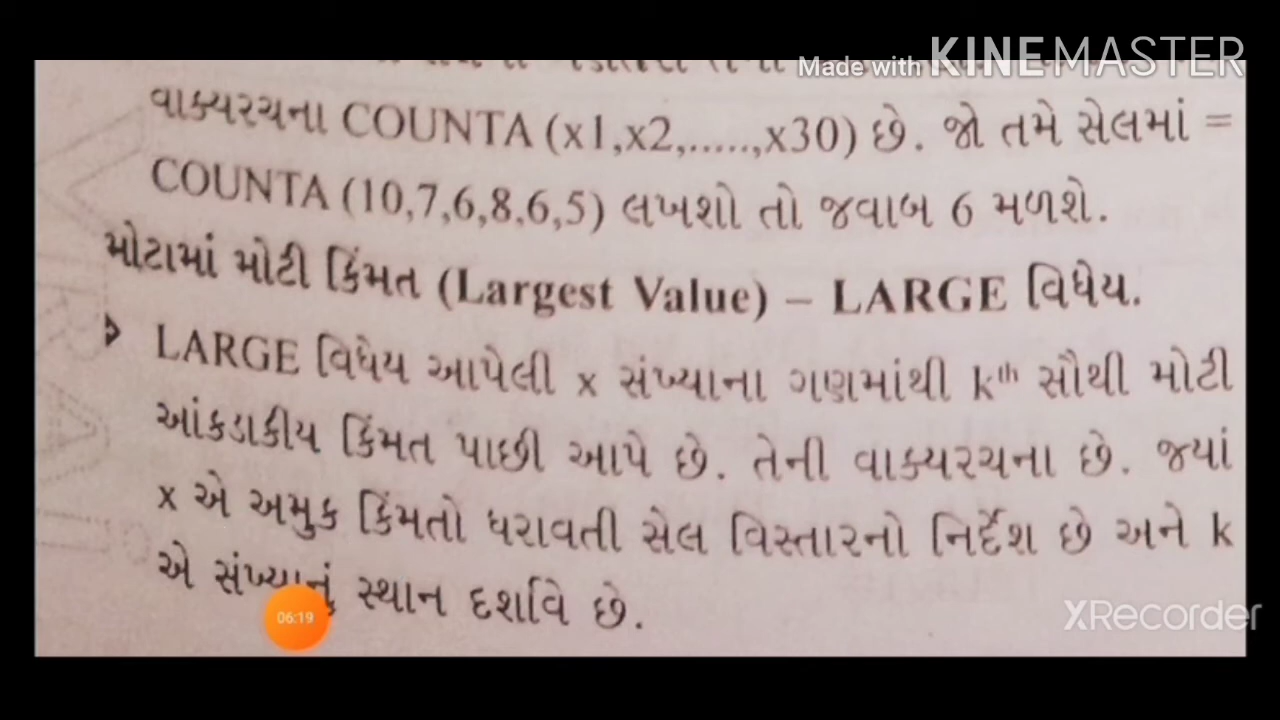 Made with KINEMASTER
વાક્યરચના COUNTA (x1,x2,.....,x30) છે. જો તમે સેલમાં =
COUNTA (10,7,6,8,6,5) લખશો તો જવાબ 6 મળશે.
મોટામાં મોટી કિંમત (Largest Value) – LARGE વિધેય.
LARGE વિધેય આપેલી x સંખ્યાના ગણમાંથી kth સૌથી મોટી
આંકડાકીય કિંમત પાછી આપે છે. તેની વાક્યરચના છે. જ્યાં
x એ અમુક કિંમતો ધરાવતી સેલ વિસ્તારનો નિર્દેશ છે અને k
એ સંખ્યાનું સ્થાન દર્શાવે છે.
06:19
XRecorder